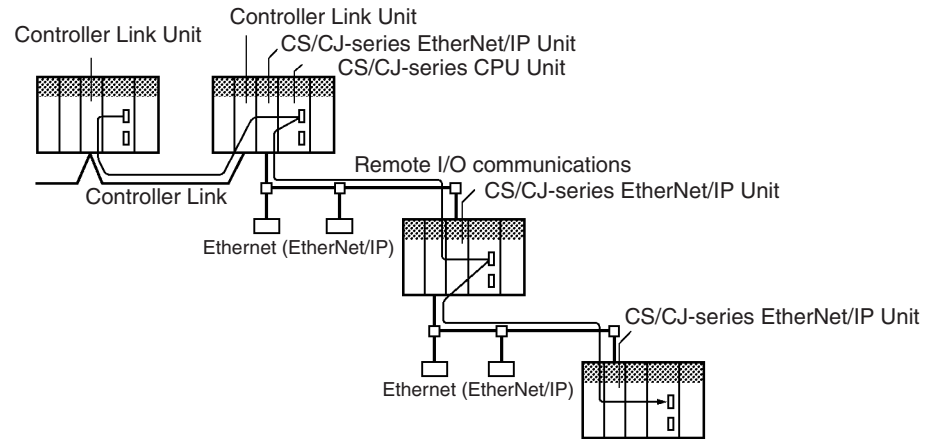 Controller Link Unit
Controller Link Unit
CS/CJ-series EtherNet/IP Unit
CS/CJ-series CPU Unit
Remote I/O communications
CS/CJ-series EtherNet/IP Unit
Controller Link
Ethernet (EtherNet/IP)
CS/CJ-series EtherNet/IP Unit
Ethernet (EtherNet/IP)